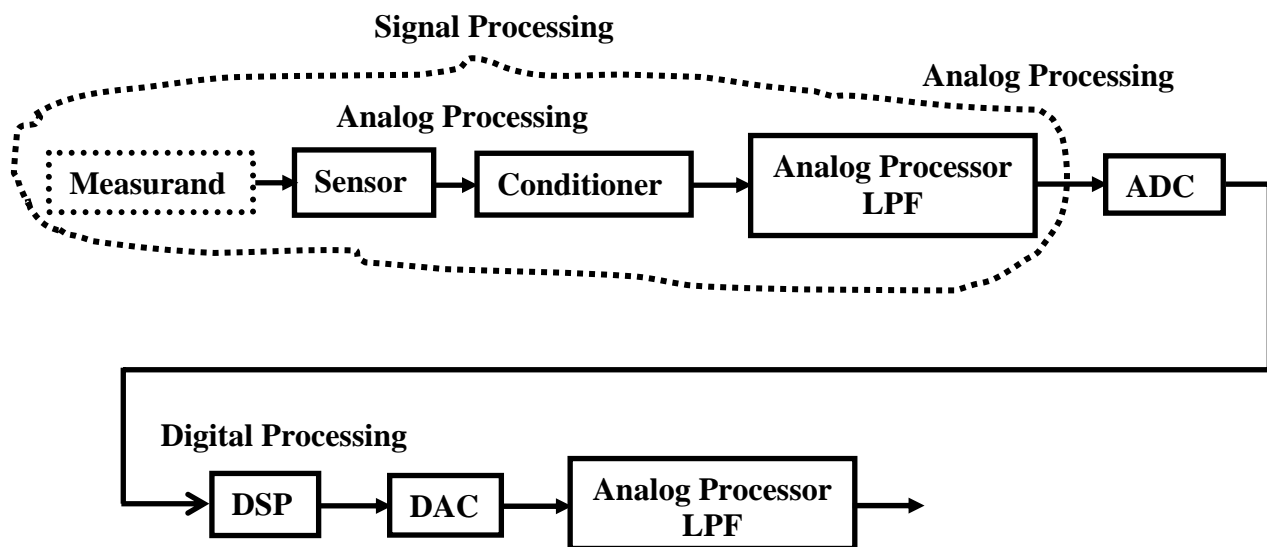 Signal Processing
Analog Processing
Analog Processing
Measurand
Sensor
Conditioner
Analog Processor
LPF
ADC
Digital Processing
DSP
DAC
Analog Processor
LPF